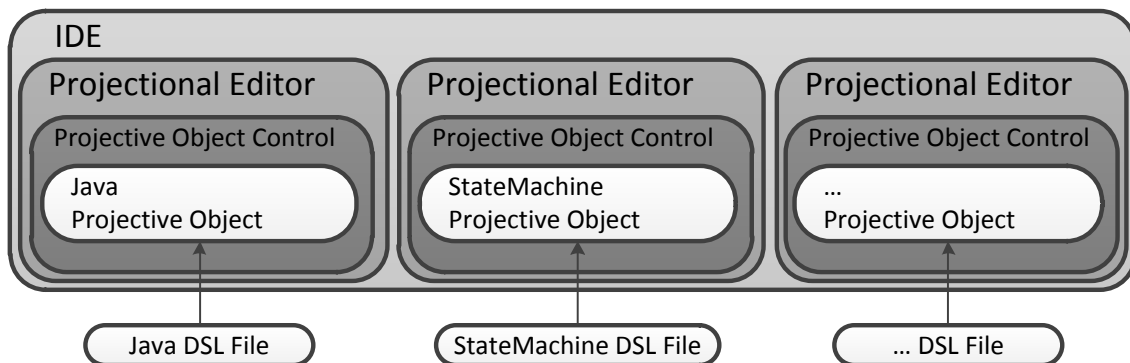 IDE
Projectional Editor
Projective Object Control
Java
Projective Object
Java DSL File
Projectional Editor
Projective Object Control
StateMachine
Projective Object
StateMachine DSL File
Projectional Editor
Projective Object Control
...
Projective Object
... DSL File